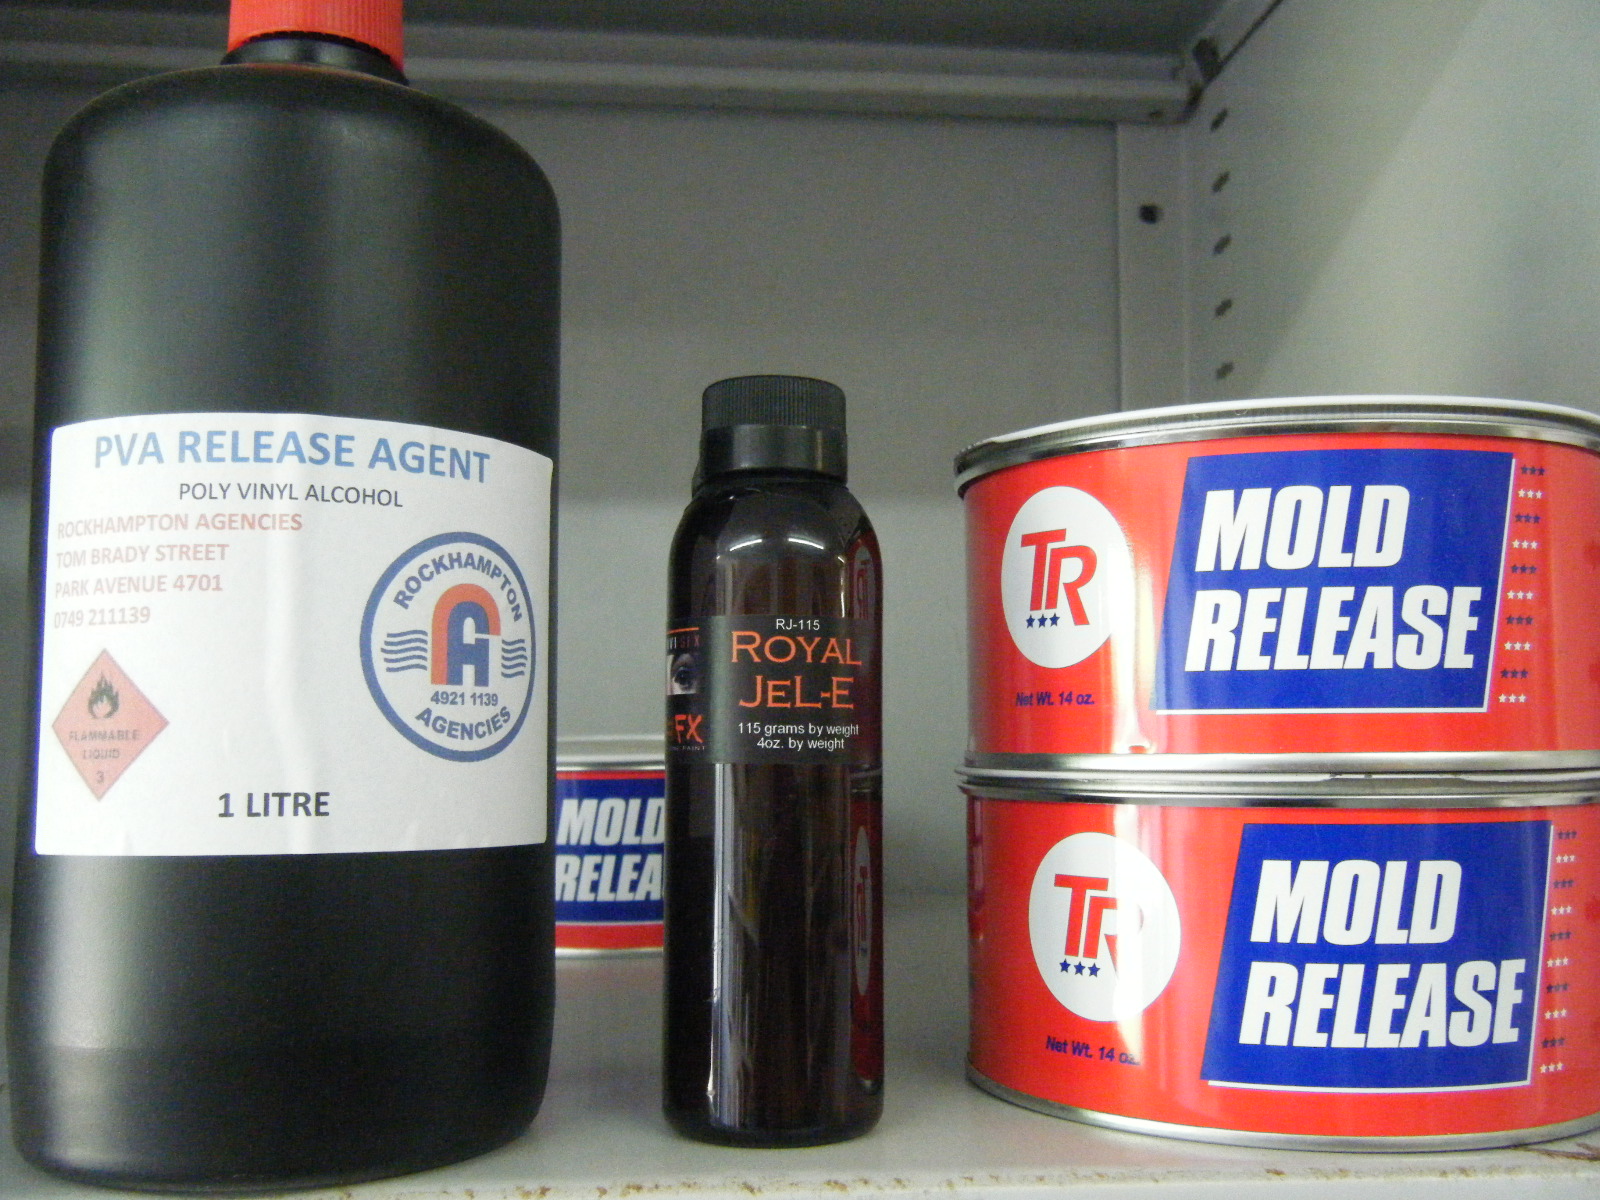 PVA RELEASE AGENT
POLY VINYL ALCOHOL
ROCKHAMPTON AGENCIES
TOM BRADY STREET
PARK AVENUE 4701
0749 211139
ROCKHAMPTON
A
4921 1139
AGENCIES
FLAMMABLE
LIQUID
3
1 LITRE
MOLD
RELEA
FX
RJ-115
ROYAL
JEL-E
115 grams by weight
4oz. by weight
TR
Net Wt. 14 oz.
MOLD
RELEASE
TR
Net Wt. 14 oz.
MOLD
RELEASE